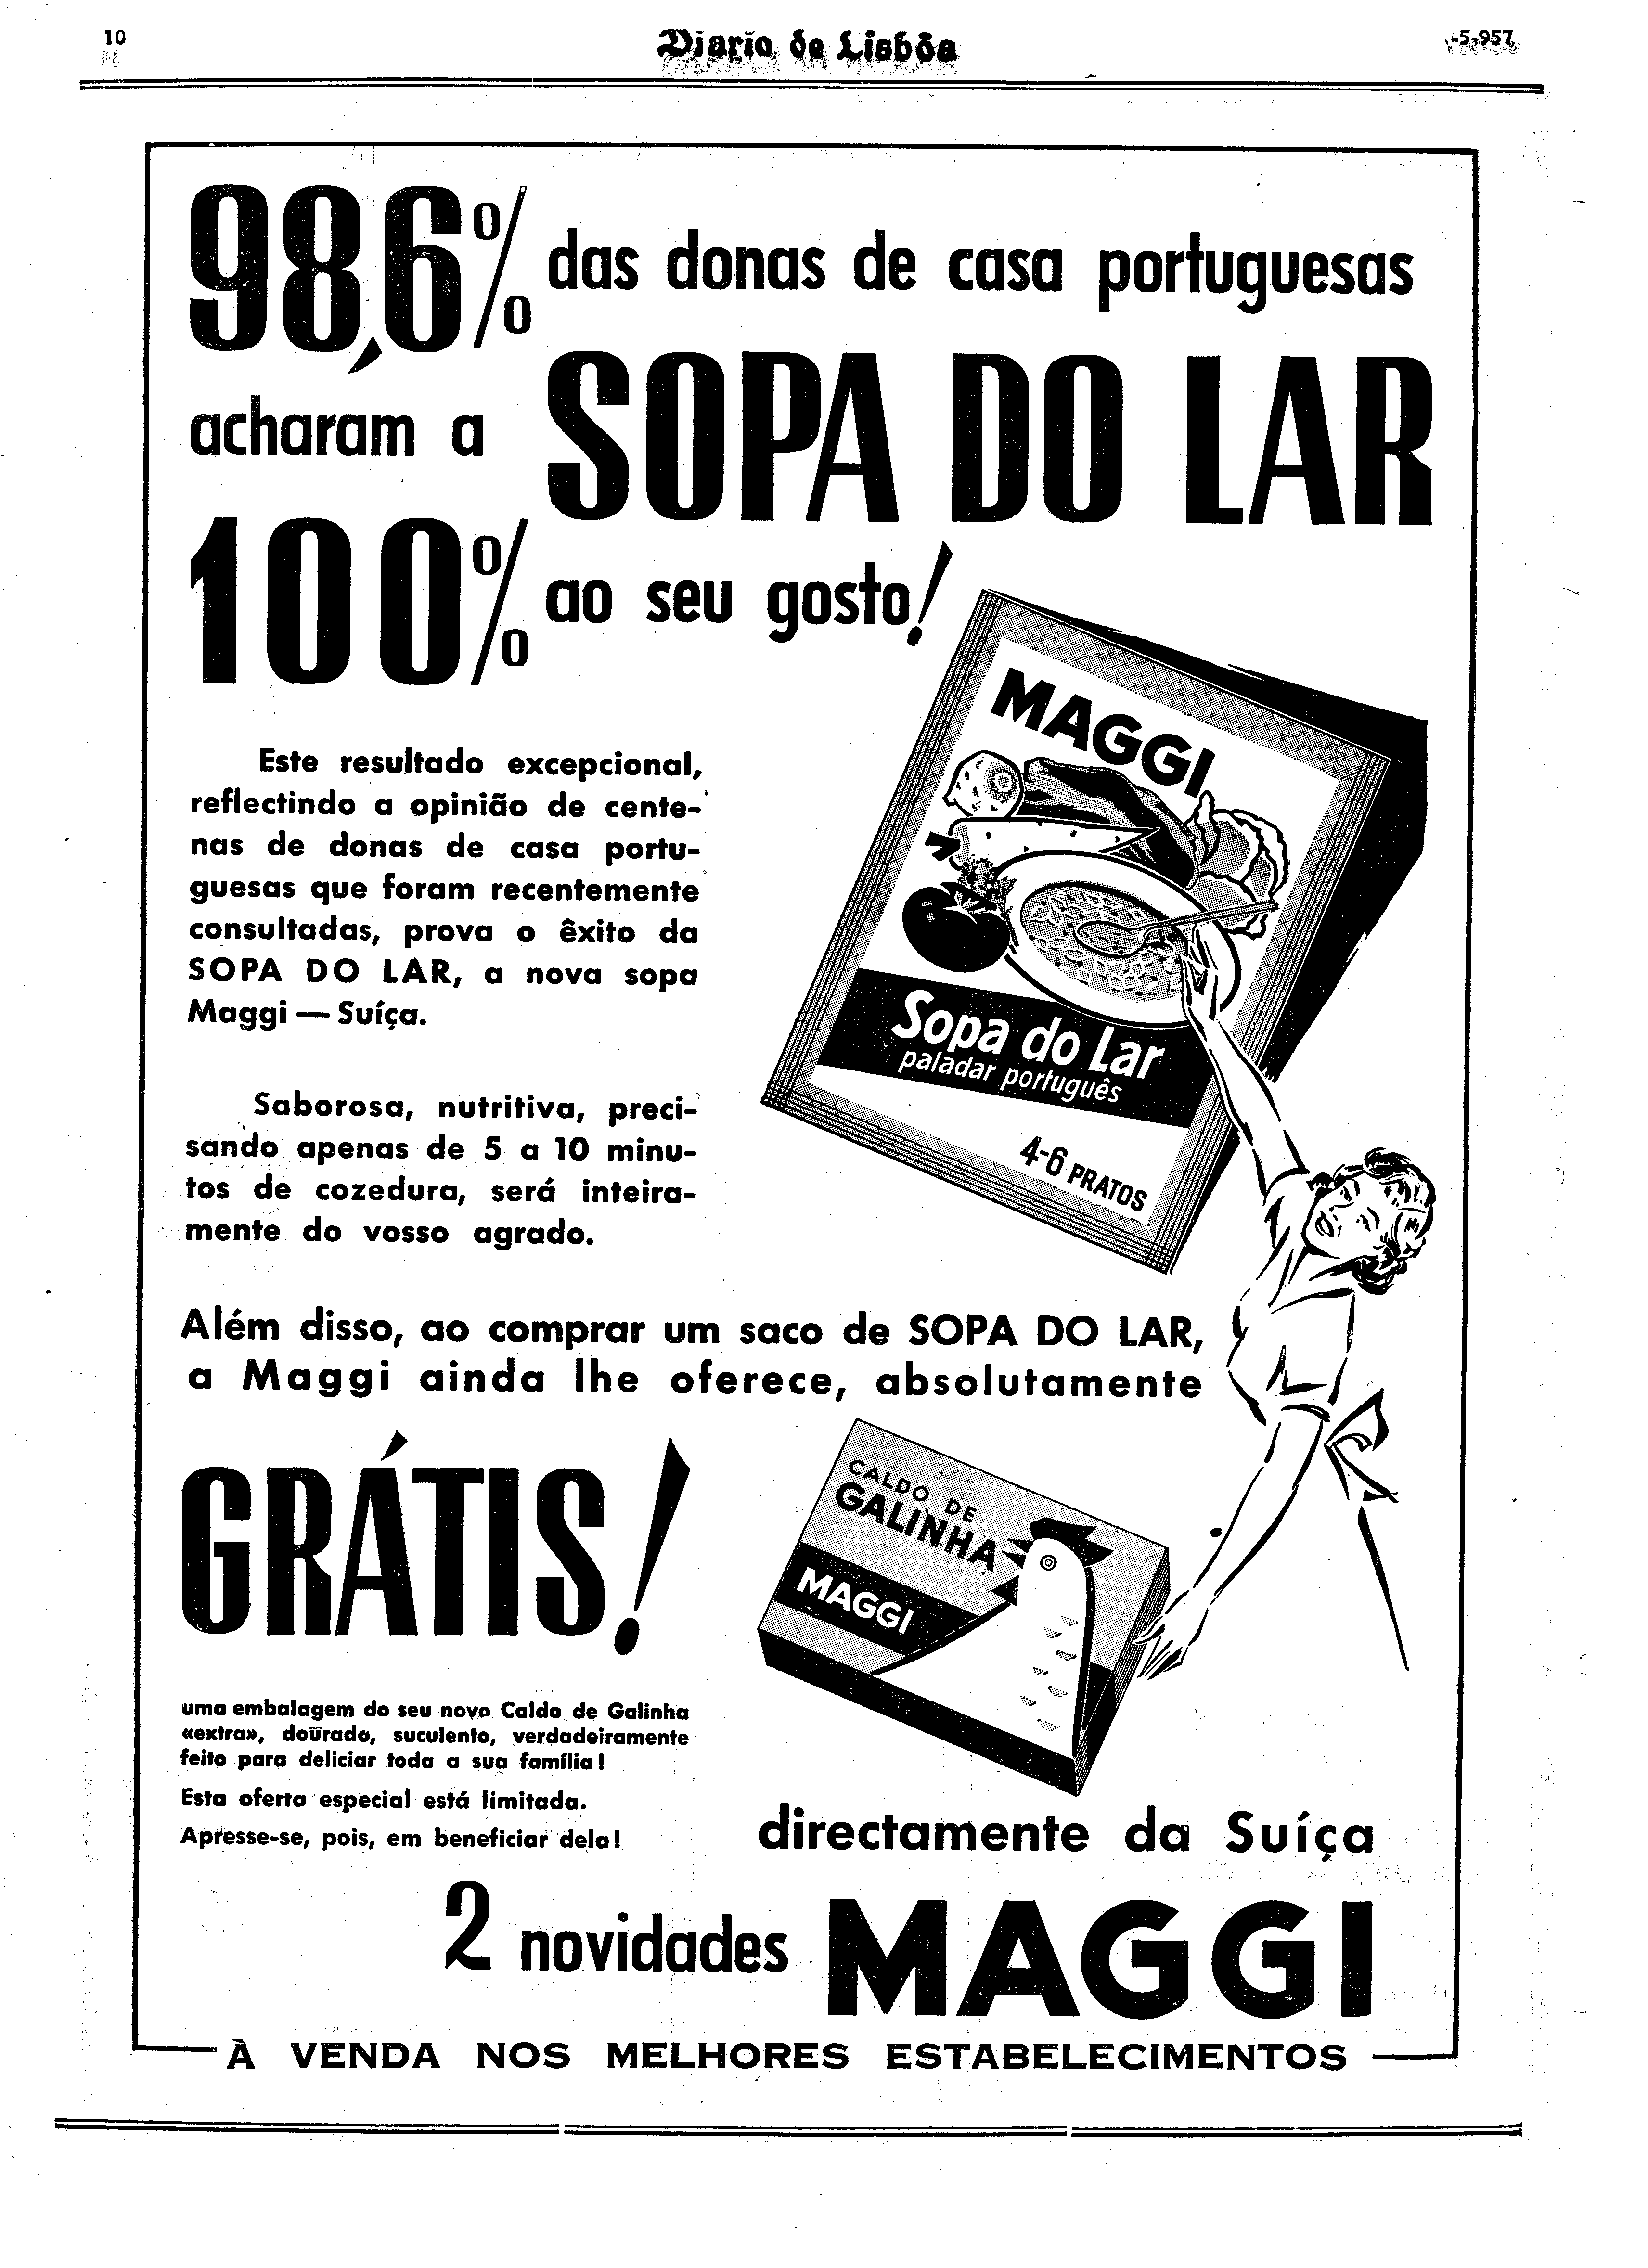 10
Diario de Lisbôa
-5-957
98,6% das donas de casa portuguesas
acharam a SOPA DO LAR
100% ao seu gosto!
MAGGI
Sopa do Lar
paladar português
4-6 PRATOS
Este resultado excepcional,
reflectindo a opinião de cente-
nas de donas de casa portu-
guesas que foram recentemente
consultadas, prova o êxito da
SOPA DO LAR, a nova sopa
Maggi — Suíça.
Saborosa, nutritiva, preci-
sando apenas de 5 a 10 minu-
tos de cozedura, será inteira-
mente do vosso agrado.
Além disso, ao comprar um saco de SOPA DO LAR,
a Maggi ainda lhe oferece, absolutamente
GRÁTIS!
CALDO DE
GALINHA
MAGGI
uma embalagem do seu novo Caldo de Galinha
«extra», dourado, suculento, verdadeiramente
feito para deliciar toda a sua família!
Esta oferta especial está limitada.
Apresse-se, pois, em beneficiar dela!
directamente da Suíça
2 novidades MAGGI
À VENDA NOS MELHORES ESTABELECIMENTOS